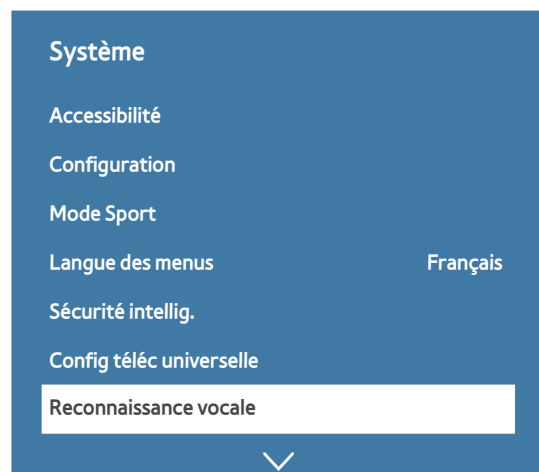 Système
Accessibilité
Configuration
Mode Sport
Langue des menus Français
Sécurité intellig.
Config téléc universelle
Reconnaissance vocale